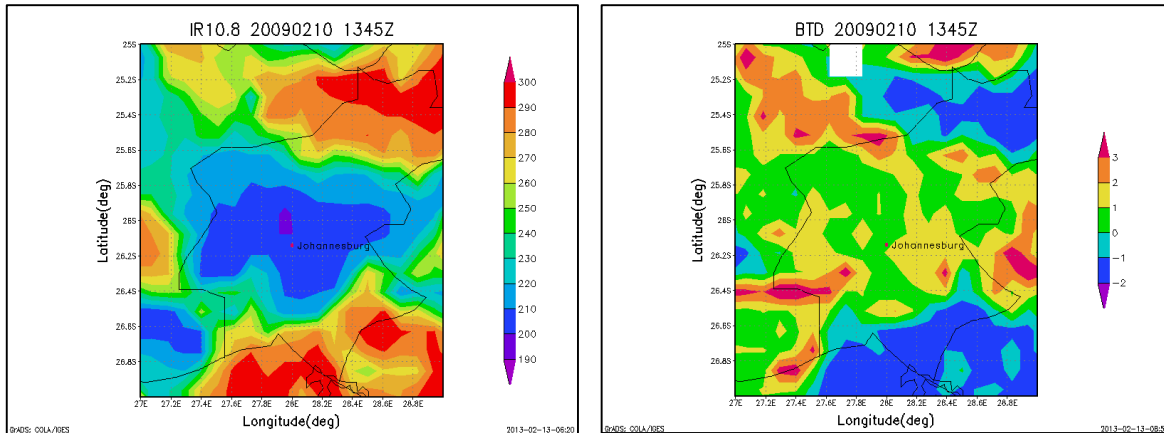 IR10.8 20090210 1345Z
25S
25.2S
25.4S
25.6S
25.8S
26S
26.2S
26.4S
26.6S
26.8S
Latitude(deg)
Johannesburg
27E 27.2E 27.4E 27.6E 27.8E 28E 28.2E 28.4E 28.6E 28.8E
Longitude(deg)
300
290
280
270
260
250
240
230
220
210
200
190
GrADS: COLA/IGES
BTD 20090210 1345Z
25S
25.2S
25.4S
25.6S
25.8S
26S
26.2S
26.4S
26.6S
26.8S
Latitude(deg)
Johannesburg
27E 27.2E 27.4E 27.6E 27.8E 28E 28.2E 28.4E 28.6E 28.8E
Longitude(deg)
3
2
1
0
-1
-2
GrADS: COLA/IGES